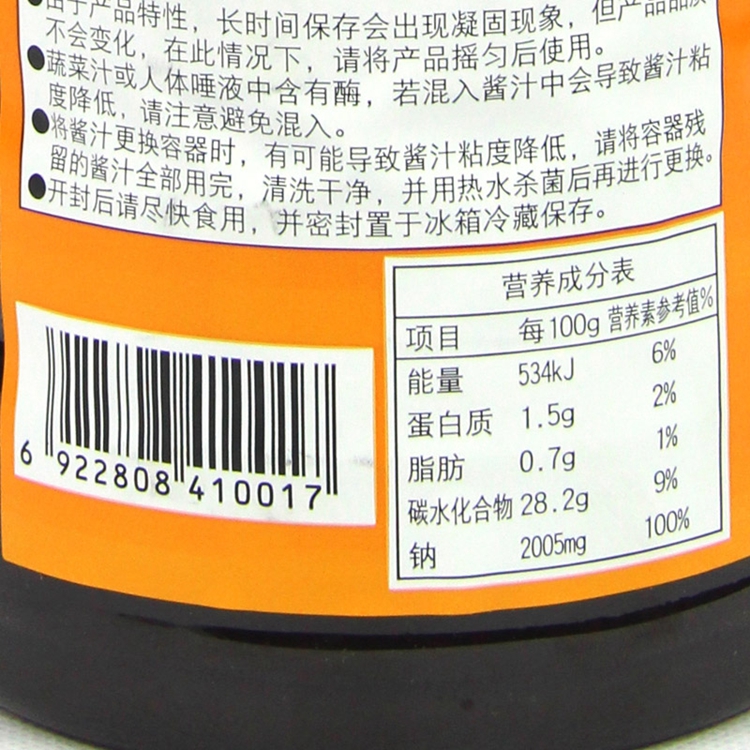 由于产品特性，长时间保存会出现凝固现象，但产品品质
不会变化，在此情况下，请将产品摇匀后使用。
●蔬菜汁或人体唾液中含有酶，若混入酱汁中会导致酱汁粘
度降低，请注意避免混入。
●将酱汁更换容器时，有可能导致酱汁粘度降低，请将容器残
留的酱汁全部用完，清洗干净，并用热水杀菌后再进行更换。
●开封后请尽快食用，并密封置于冰箱冷藏保存。
营养成分表
项目 每100g 营养素参考值%
能量 534kJ 6%
蛋白质 1.5g 2%
脂肪 0.7g 1%
碳水化合物 28.2g 9%
钠 2005mg 100%
6 922808 410017